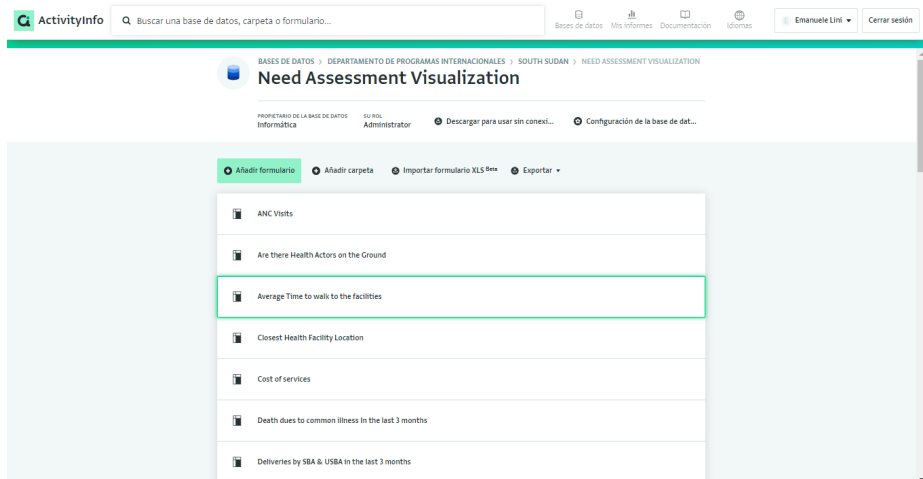 ActivityInfo
Buscar una base de datos, carpeta o formulario...
Bases de datos
Mis informes
Documentación
Idiomas
Emanuele Lini
Cerrar sesión
BASES DE DATOS > DEPARTAMENTO DE PROGRAMAS INTERNACIONALES > SOUTH SUDAN > NEED ASSESSMENT VISUALIZATION
Need Assessment Visualization
PROPIETARIO DE LA BASE DE DATOS
Informática
SU ROL
Administrator
Descargar para usar sin conexi...
Configuración de la base de dat...
Añadir formulario
Añadir carpeta
Importar formulario XLS Beta
Exportar
ANC Visits
Are there Health Actors on the Ground
Average Time to walk to the facilities
Closest Health Facility Location
Cost of services
Death dues to common illness in the last 3 months
Deliveries by SBA & USBA in the last 3 months